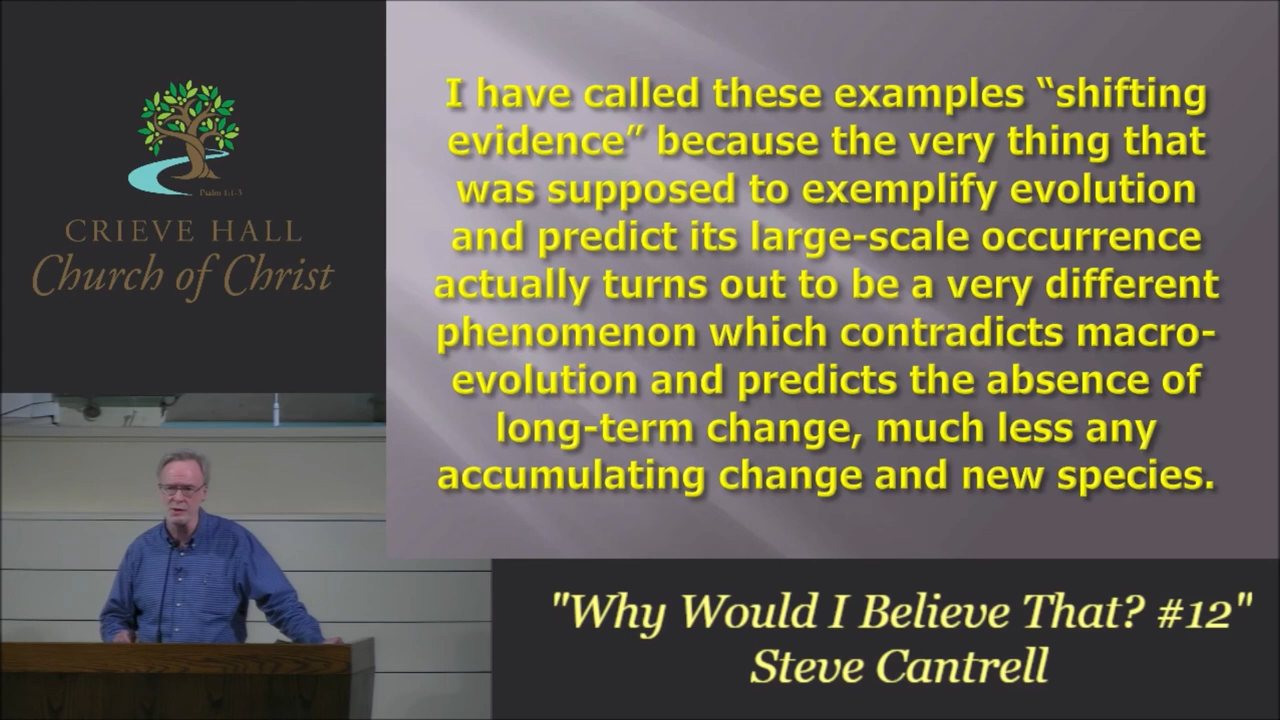 Psalm 1:1-3
CRIEVE HALL
Church of Christ
I have called these examples “shifting
evidence” because the very thing that
was supposed to exemplify evolution
and predict its large-scale occurrence
actually turns out to be a very different
phenomenon which contradicts macro-
evolution and predicts the absence of
long-term change, much less any
accumulating change and new species.
"Why Would I Believe That? #12"
Steve Cantrell